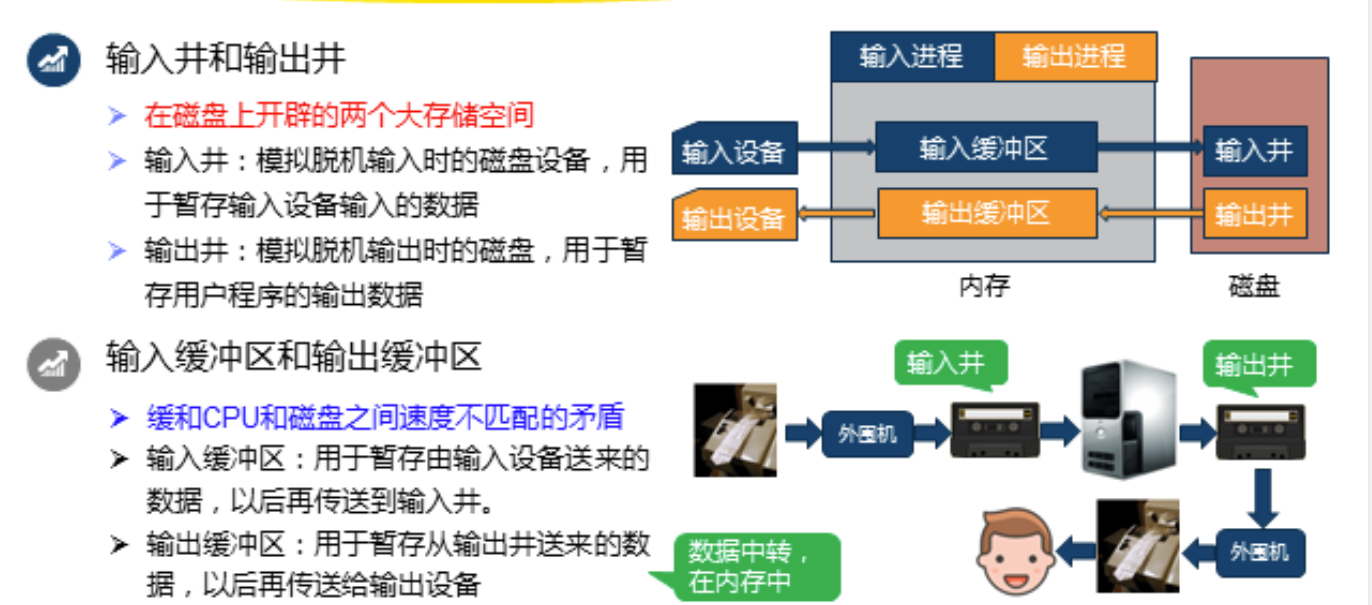 输入井和输出井
在磁盘上开辟的两个大存储空间
输入井：模拟脱机输入时的磁盘设备，用
于暂存输入设备输入的数据
输出井：模拟脱机输出时的磁盘，用于暂
存用户程序的输出数据
输入缓冲区和输出缓冲区
缓和CPU和磁盘之间速度不匹配的矛盾
输入缓冲区：用于暂存由输入设备送来的
数据，以后再传送到输入井。
输出缓冲区：用于暂存从输出井送来的数
据，以后再传送给输出设备
输入进程
输出进程
输入设备
输入缓冲区
输入井
输出设备
输出缓冲区
输出井
内存
磁盘
输入井
输出井
外围机
外围机
数据中转，
在内存中